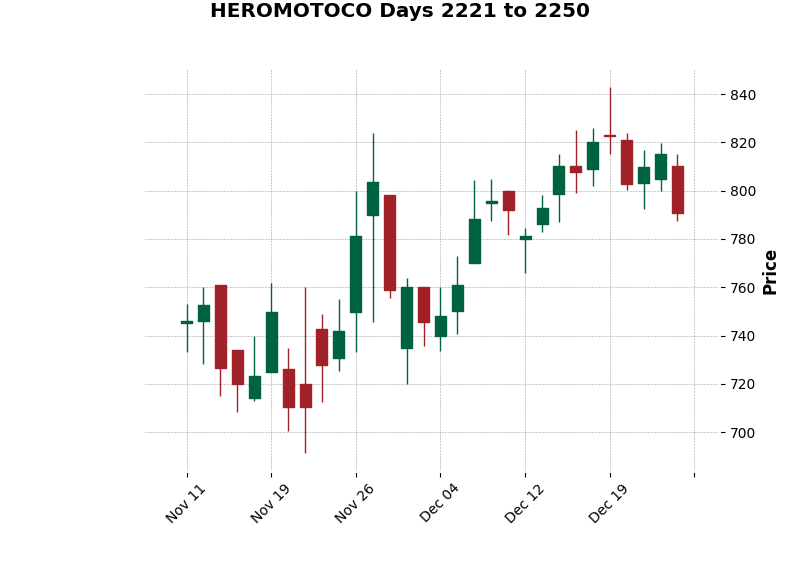 HEROMOTOCO Days 2221 to 2250
840
820
800
780
760
740
720
700
Price
Nov 11
Nov 19
Nov 26
Dec 04
Dec 12
Dec 19